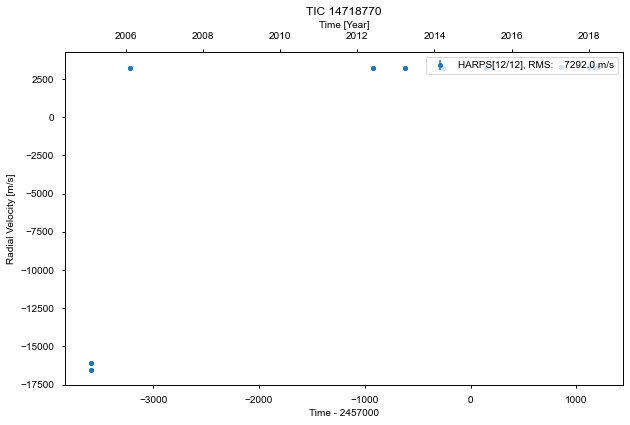 TIC 14718770
Time [Year]
2006 2008 2010 2012 2014 2016 2018
HARPS[12/12], RMS: 7292.0 m/s
2500
0
−2500
−5000
−7500
−10000
−12500
−15000
−17500
Radial Velocity [m/s]
−3000 −2000 −1000 0 1000
Time - 2457000